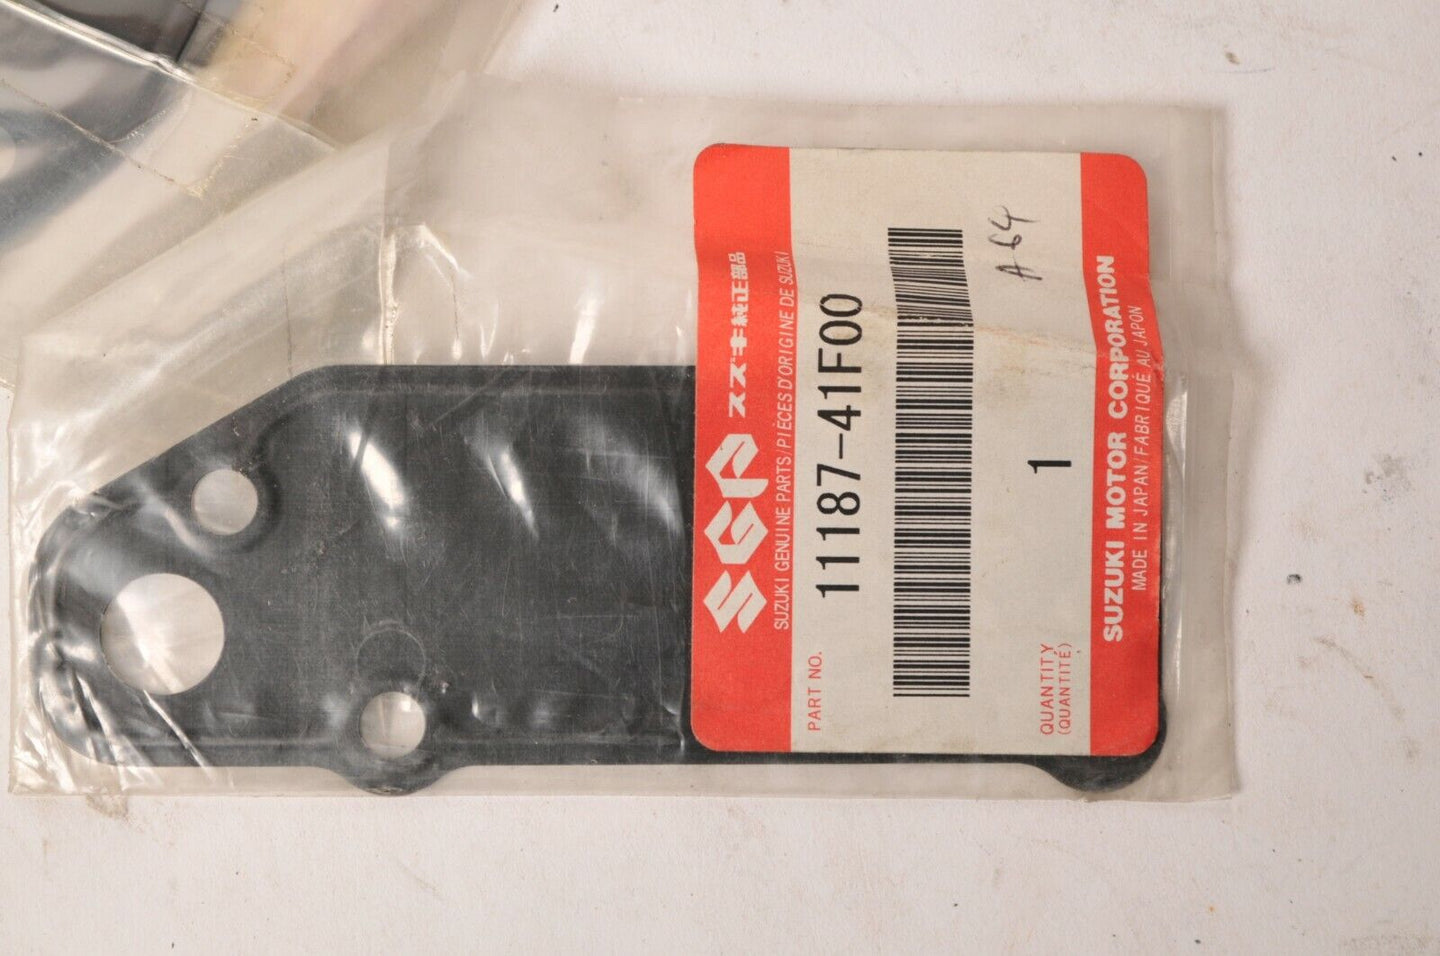 SGP スズキ純正部品
SUZUKI GENUINE PARTS/PIÈCES D'ORIGINE DE SUZUKI
PART NO.
11187-41F00
A64
QUANTITY
(QUANTITÉ)
1
SUZUKI MOTOR CORPORATION
MADE IN JAPAN/FABRIQUÉ AU JAPON